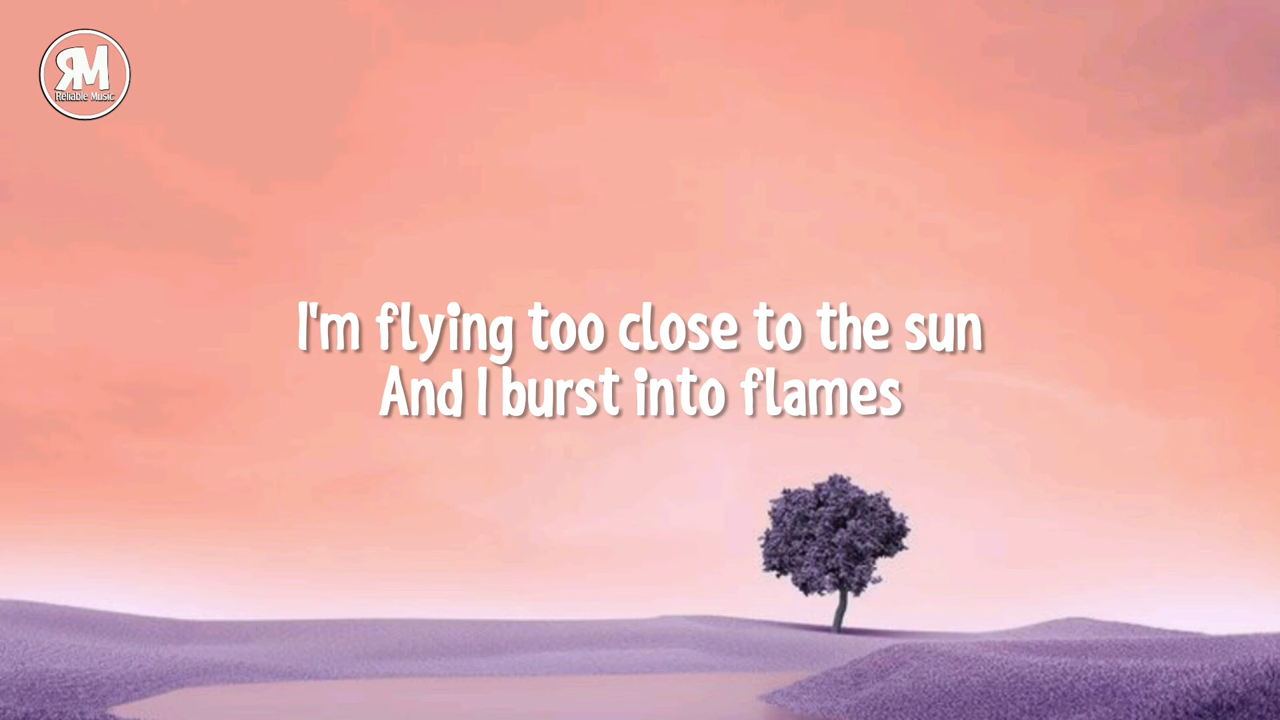 RM
Reliable Music
I'm flying too close to the sun
And I burst into flames